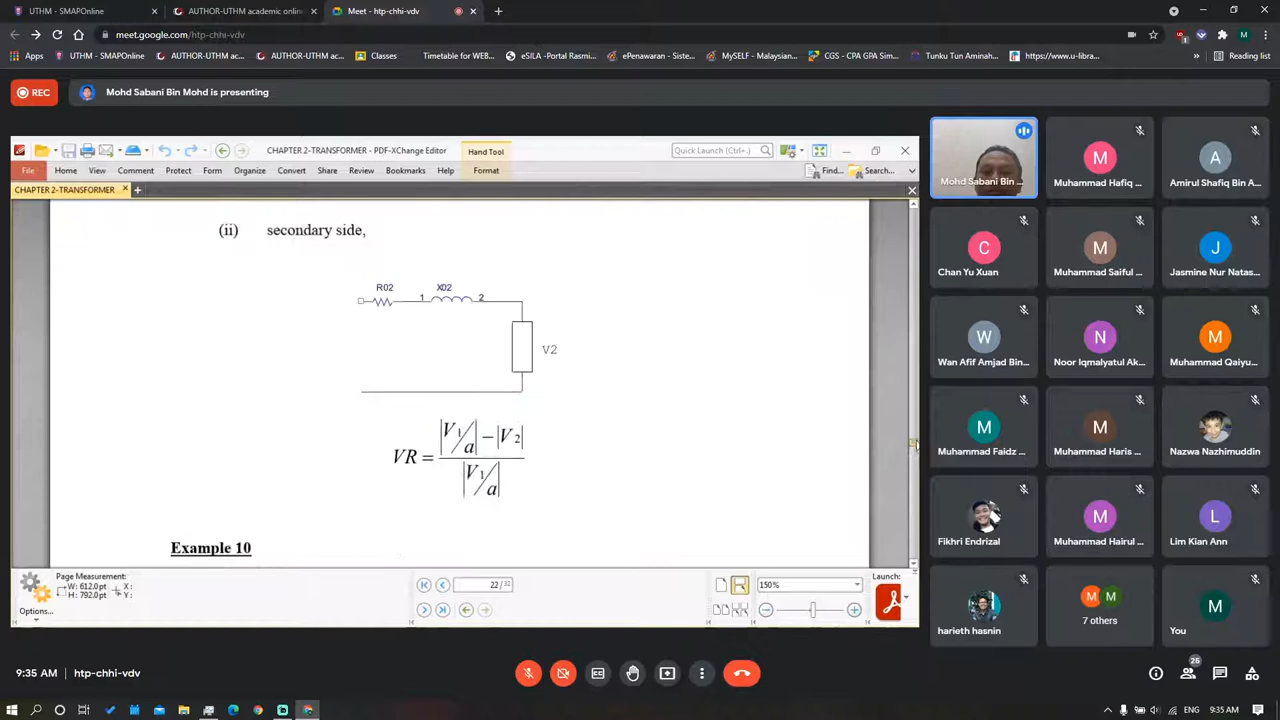 UTHM - SMAPOnline
AUTHOR-UTHM academic onlin
Meet - htp-chhi-vdv
meet.google.com/htp-chhi-vdv
Apps
UTHM - SMAPOnline
AUTHOR-UTHM ac...
AUTHOR-UTHM ac...
Classes
Timetable for WEB...
eSILA -Portal Rasmi...
ePenawaran - Siste...
MySELF - Malaysian...
CGS - CPA GPA Sim...
Tunku Tun Aminah...
https://www.u-libra...
»
Reading list
REC
Mohd Sabani Bin Mohd is presenting
CHAPTER 2-TRANSFORMER - PDF-XChange Editor
Hand Tool
Quick Launch (Ctrl+.)
File
Home
View
Comment
Protect
Form
Organize
Convert
Share
Review
Bookmarks
Help
Format
Find...
Search...
CHAPTER 2-TRANSFORMER
(ii) secondary side,
R02
X02
1
2
V2
VR = |V1/a| − |V2| / |V1/a|
Example 10
Page Measurement:
W: 612.0pt
H: 792.0pt
X:
Y:
Options...
22 / 32
150%
Launch:
Mohd Sabani Bin ...
M
Muhammad Hafiq ...
A
Amirul Shafiq Bin A...
C
Chan Yu Xuan
M
Muhammad Saiful ...
J
Jasmine Nur Natas...
W
Wan Afif Amjad Bin...
N
Noor Iqmalyatul Ak...
M
Muhammad Qaiyu...
M
Muhammad Faidz ...
M
Muhammad Haris ...
Nazwa Nazhimuddin
Fikhri Endrizal
M
Muhammad Hairul ...
L
Lim Kian Ann
harieth hasnin
M
M
7 others
M
You
9:35 AM
htp-chhi-vdv
25
ENG
9:35 AM